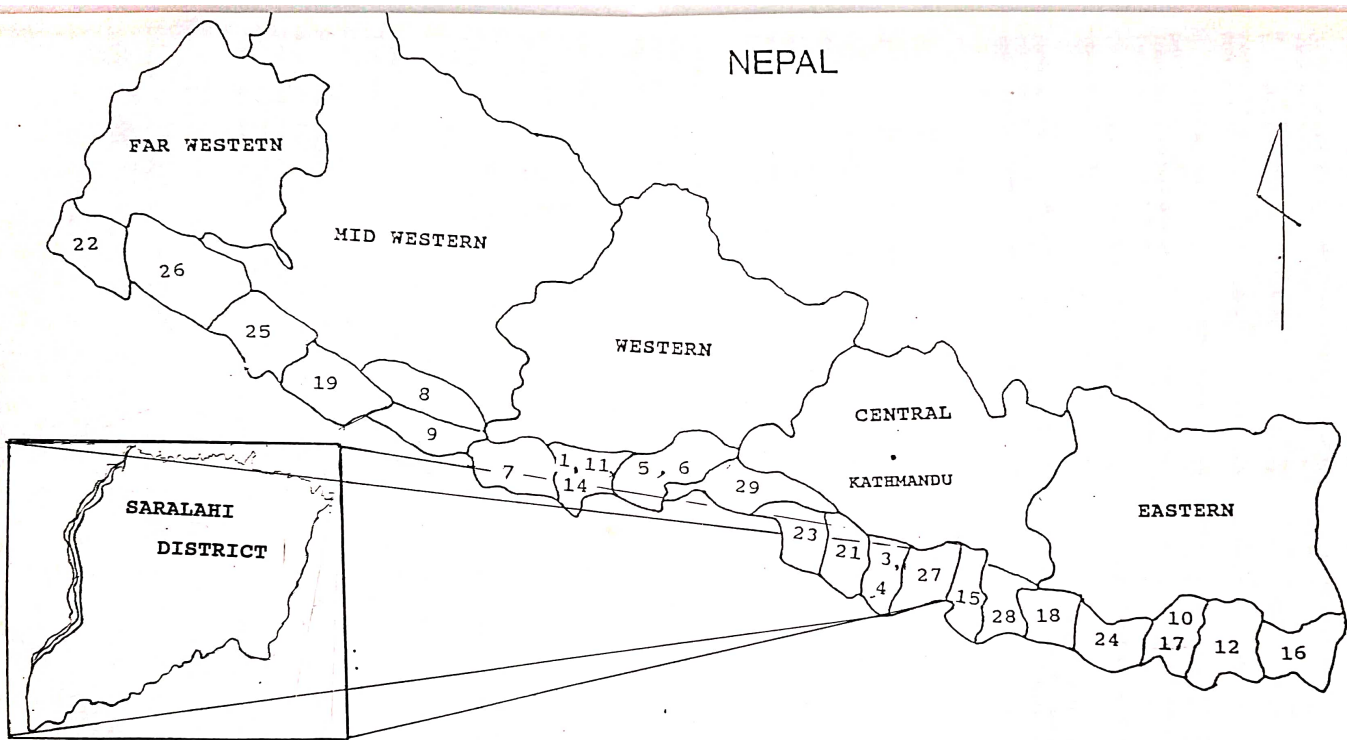 NEPAL
FAR WESTETN
MID WESTERN
WESTERN
CENTRAL
KATHMANDU
EASTERN
22
26
25
19
8
9
7
1,11,
14
5, 6
29
23
21
3,
4
27
15
28
18
24
10
17
12
16
SARALAHI
DISTRICT